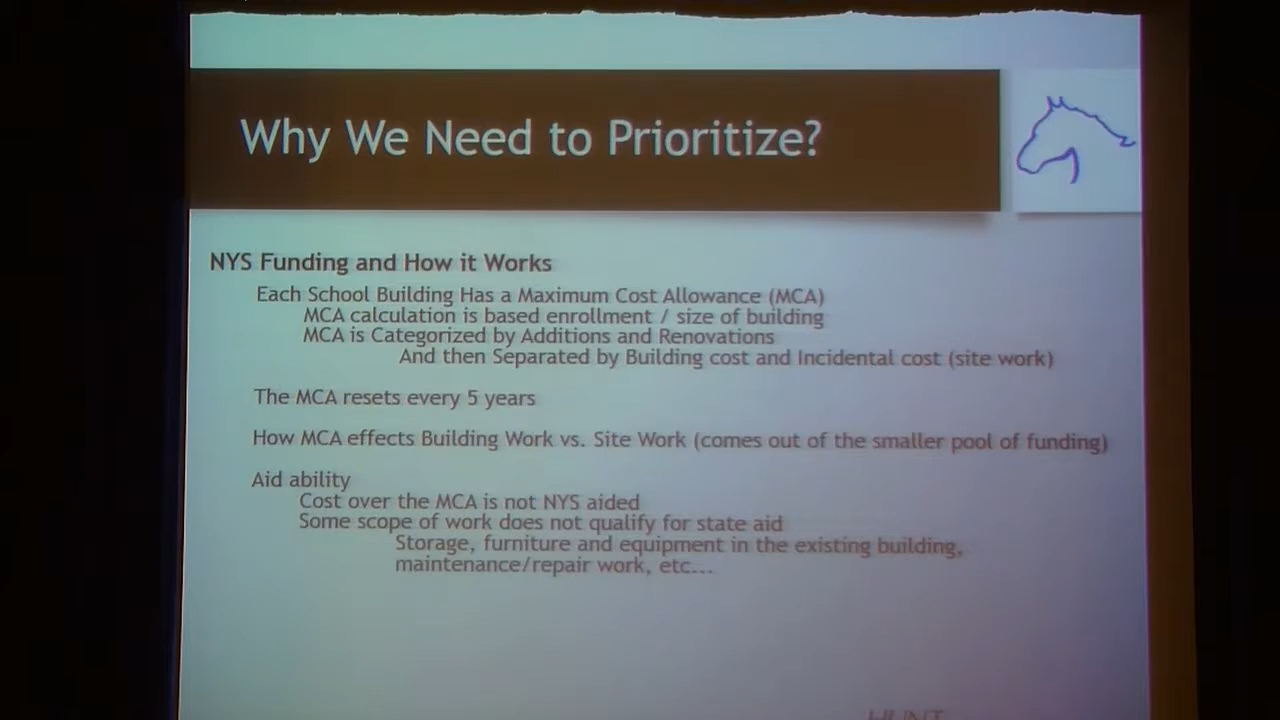 Why We Need to Prioritize?
NYS Funding and How it Works
Each School Building Has a Maximum Cost Allowance (MCA)
MCA calculation is based enrollment / size of building
MCA is Categorized by Additions and Renovations
And then Separated by Building cost and Incidental cost (site work)
The MCA resets every 5 years
How MCA effects Building Work vs. Site Work (comes out of the smaller pool of funding)
Aid ability
Cost over the MCA is not NYS aided
Some scope of work does not qualify for state aid
Storage, furniture and equipment in the existing building,
maintenance/repair work, etc...
HUNT